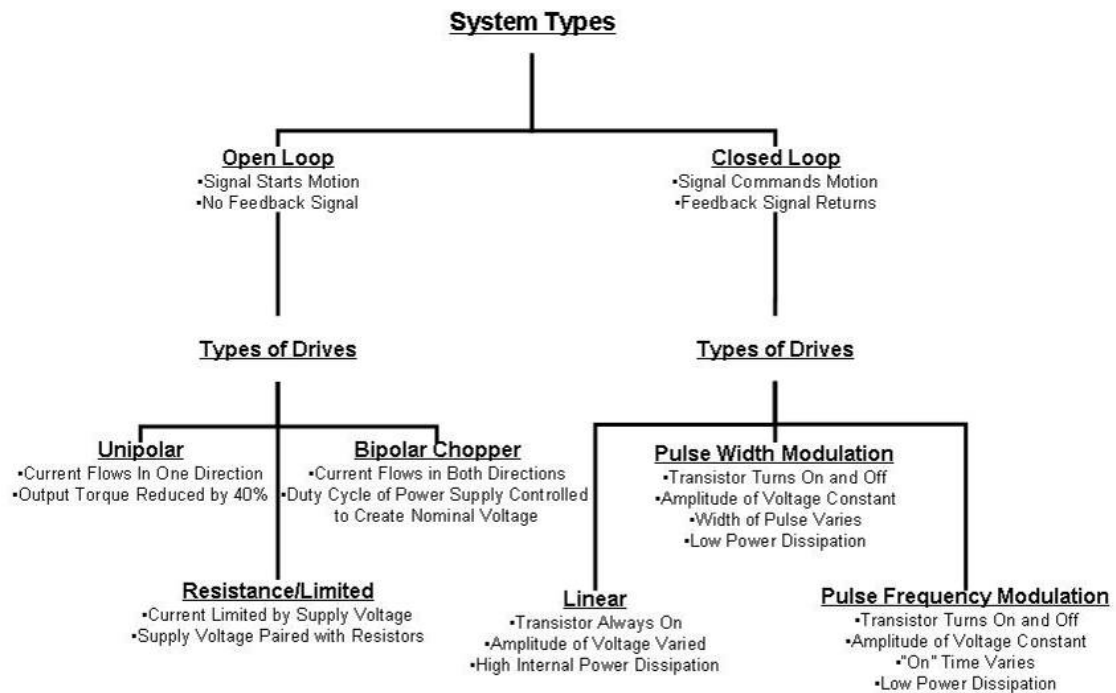 System Types
Open Loop
▪Signal Starts Motion
▪No Feedback Signal
Closed Loop
▪Signal Commands Motion
▪Feedback Signal Returns
Types of Drives
Types of Drives
Unipolar
▪Current Flows In One Direction
▪Output Torque Reduced by 40%
Bipolar Chopper
▪Current Flows in Both Directions
▪Duty Cycle of Power Supply Controlled
to Create Nominal Voltage
Pulse Width Modulation
▪Transistor Turns On and Off
▪Amplitude of Voltage Constant
▪Width of Pulse Varies
▪Low Power Dissipation
Resistance/Limited
▪Current Limited by Supply Voltage
▪Supply Voltage Paired with Resistors
Linear
▪Transistor Always On
▪Amplitude of Voltage Varied
▪High Internal Power Dissipation
Pulse Frequency Modulation
▪Transistor Turns On and Off
▪Amplitude of Voltage Constant
▪"On" Time Varies
▪Low Power Dissipation